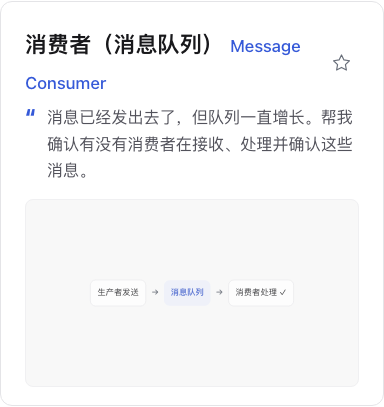 消费者（消息队列） Message
Consumer
" 消息已经发出去了，但队列一直增长。帮我
确认有没有消费者在接收、处理并确认这些
消息。
生产者发送 → 消息队列 → 消费者处理 ✓